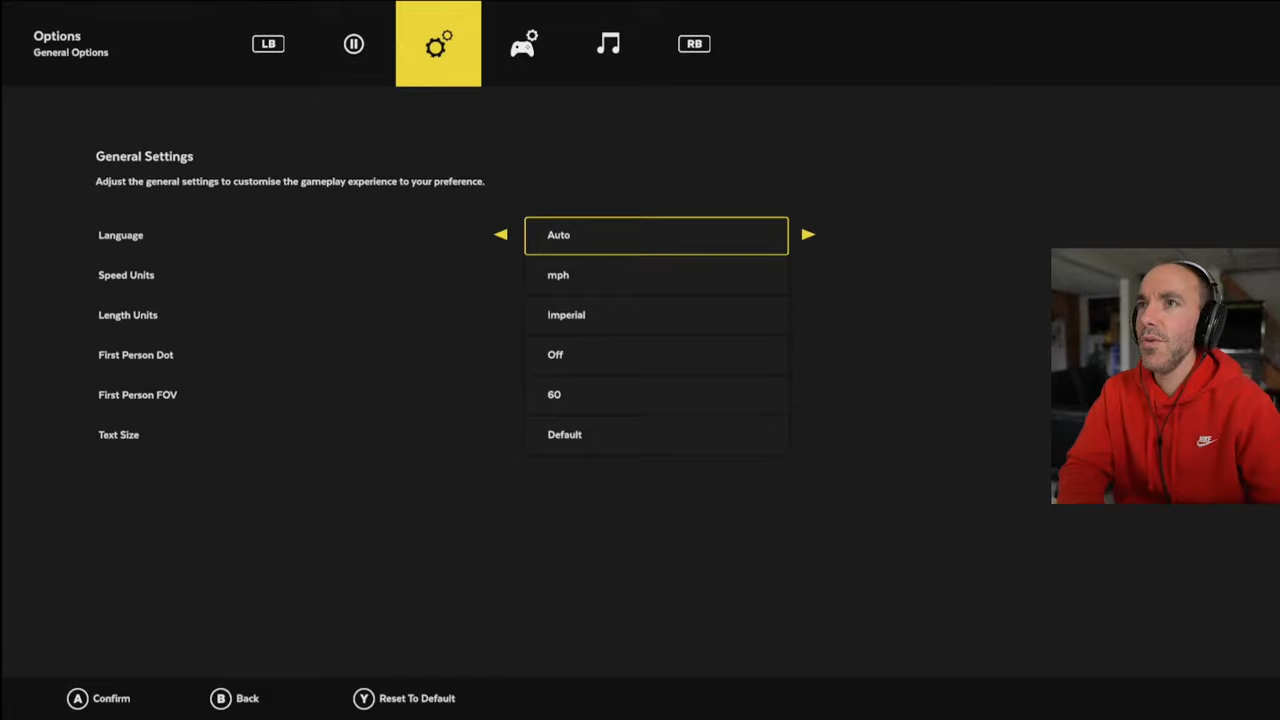 Options
General Options
LB
RB
General Settings
Adjust the general settings to customise the gameplay experience to your preference.
Language Auto
Speed Units mph
Length Units Imperial
First Person Dot Off
First Person FOV 60
Text Size Default
NIKE
A Confirm B Back Y Reset To Default